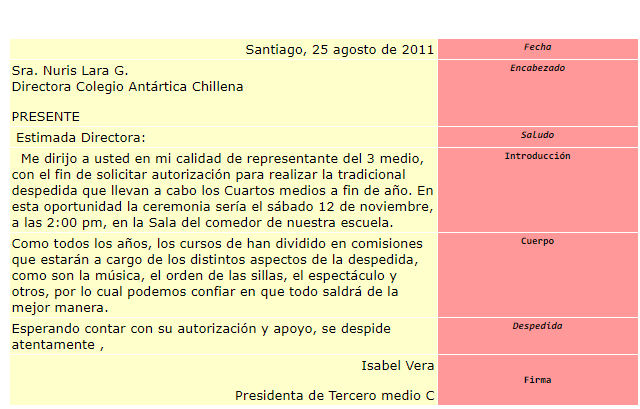 Santiago, 25 agosto de 2011
Fecha
Sra. Nuris Lara G.
Directora Colegio Antártica Chillena
PRESENTE
Encabezado
Estimada Directora:
Saludo
Me dirijo a usted en mi calidad de representante del 3 medio,
con el fin de solicitar autorización para realizar la tradicional
despedida que llevan a cabo los Cuartos medios a fin de año. En
esta oportunidad la ceremonia sería el sábado 12 de noviembre,
a las 2:00 pm, en la Sala del comedor de nuestra escuela.
Introducción
Como todos los años, los cursos de han dividido en comisiones
que estarán a cargo de los distintos aspectos de la despedida,
como son la música, el orden de las sillas, el espectáculo y
otros, por lo cual podemos confiar en que todo saldrá de la
mejor manera.
Cuerpo
Esperando contar con su autorización y apoyo, se despide
atentamente ,
Despedida
Isabel Vera
Presidenta de Tercero medio C
Firma